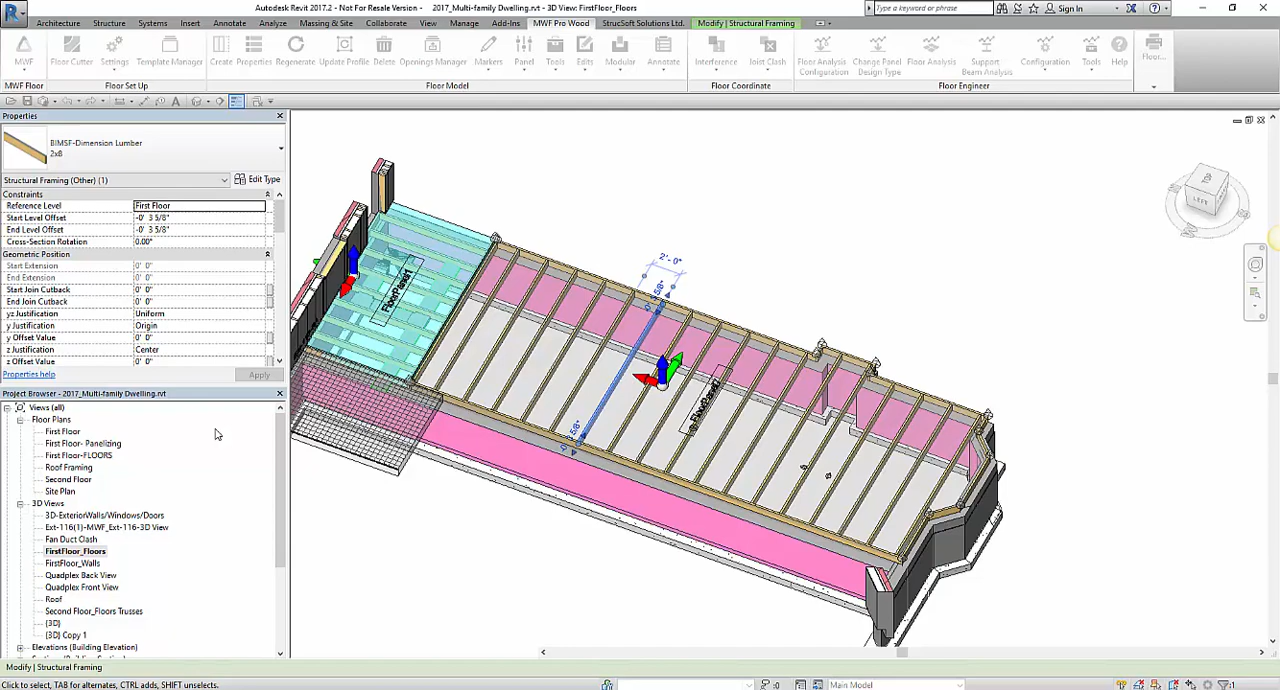 Autodesk Revit 2017.2 - Not For Resale Version - 2017_Multi-family Dwelling.rvt - 3D View: FirstFloor_Floors
Type a keyword or phrase
Sign In
Architecture Structure Systems Insert Annotate Analyze Massing & Site Collaborate View Manage Add-Ins MWF Pro Wood StrucSoft Solutions Ltd. Modify | Structural Framing
MWF Floor Cutter Settings Template Manager Create Properties Regenerate Update Profile Delete Openings Manager Markers Panel Tools Edits Modular Annotate Interference Joist Clash Floor Analysis Configuration Change Panel Design Type Floor Analysis Support Beam Analysis Configuration Tools Help Floor...
MWF Floor Floor Set Up Floor Model Floor Coordinate Floor Engineer
Properties
BIMSF-Dimension Lumber
2x8
Structural Framing (Other) (1) Edit Type
Constraints
Reference Level First Floor
Start Level Offset -0' 3 5/8"
End Level Offset -0' 3 5/8"
Cross-Section Rotation 0.00°
Geometric Position
Start Extension 0' 0"
End Extension 0' 0"
Start Join Cutback 0' 0"
End Join Cutback 0' 0"
yz Justification Uniform
y Justification Origin
y Offset Value 0' 0"
z Justification Center
z Offset Value 0' 0"
Properties help Apply
Project Browser - 2017_Multi-family Dwelling.rvt
Views (all)
Floor Plans
First Floor
First Floor- Panelizing
First Floor-FLOORS
Roof Framing
Second Floor
Site Plan
3D Views
3D-ExteriorWalls/Windows/Doors
Ext-116(1)-MWF_Ext-116-3D View
Fan Duct Clash
FirstFloor_Floors
FirstFloor_Walls
Quadplex Back View
Quadplex Front View
Roof
Second Floor_Floors Trusses
{3D}
{3D} Copy 1
Elevations (Building Elevation)
2' - 0"
LEFT
Modify | Structural Framing
Click to select, TAB for alternates, CTRL adds, SHIFT unselects.
:0
Main Model
:1